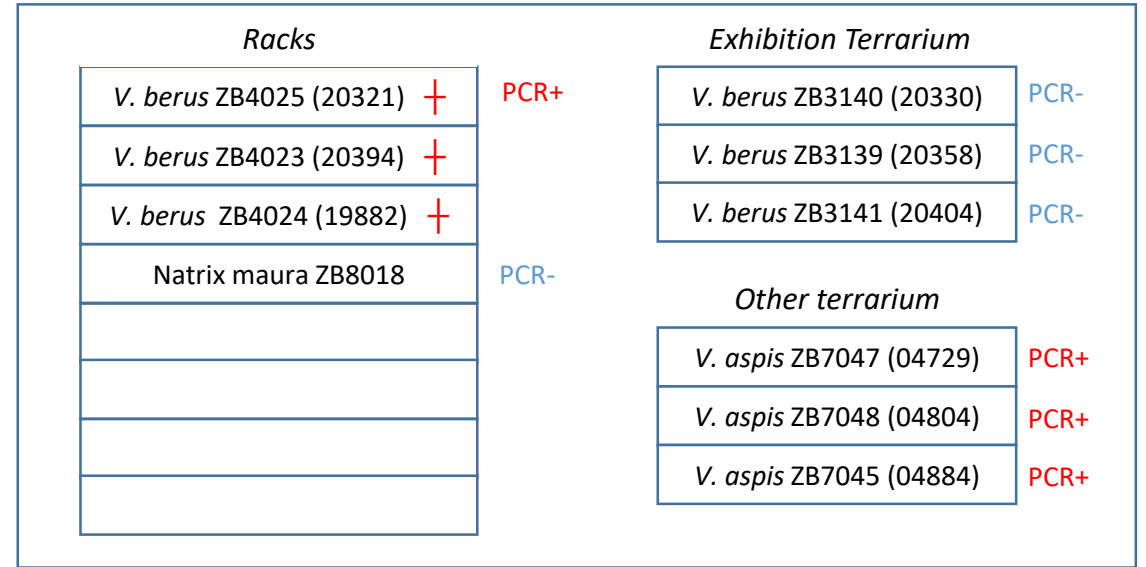 Racks
V. berus ZB4025 (20321) PCR+
V. berus ZB4023 (20394)
V. berus ZB4024 (19882)
Natrix maura ZB8018 PCR-
Exhibition Terrarium
V. berus ZB3140 (20330) PCR-
V. berus ZB3139 (20358) PCR-
V. berus ZB3141 (20404) PCR-
Other terrarium
V. aspis ZB7047 (04729) PCR+
V. aspis ZB7048 (04804) PCR+
V. aspis ZB7045 (04884) PCR+